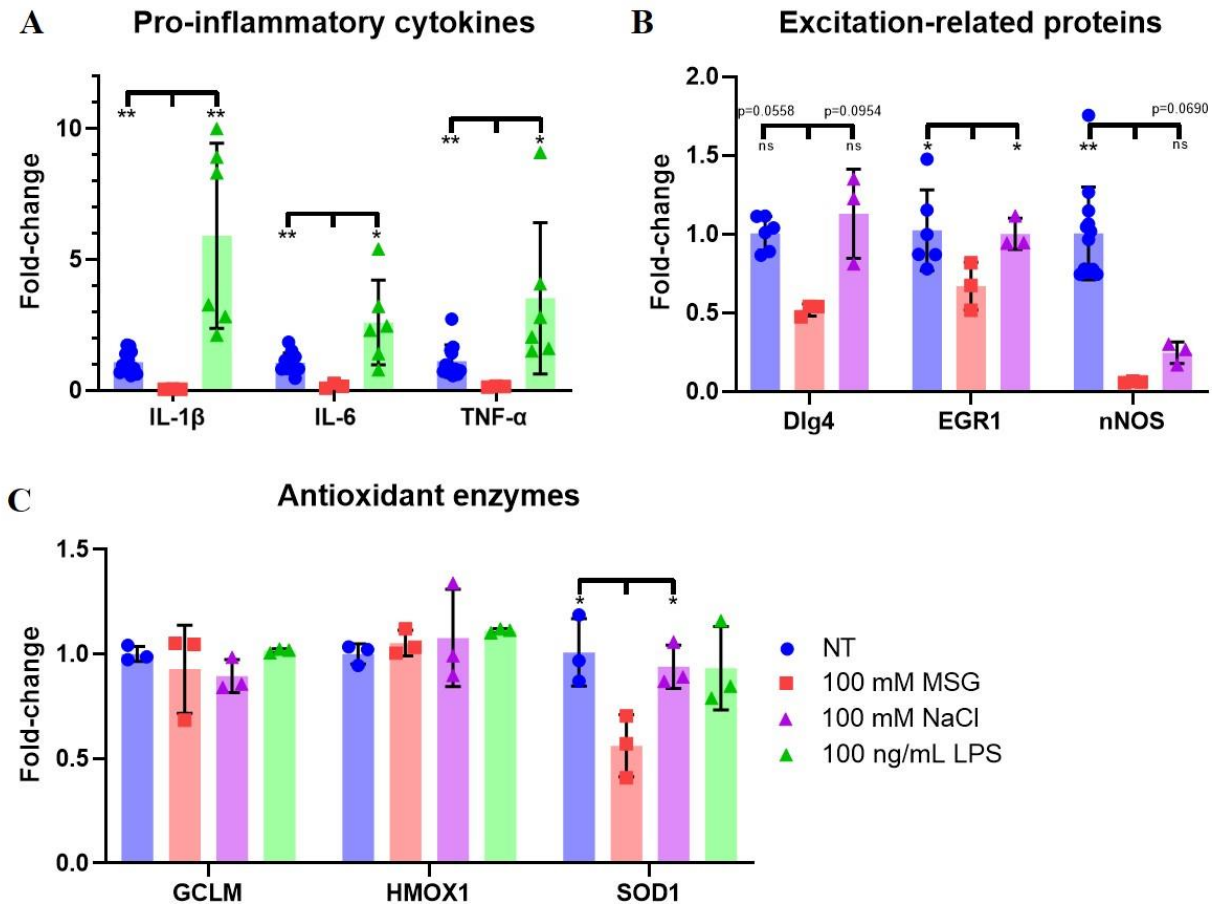 A Pro-inflammatory cytokines
Fold-change
10
5
0
** ** ** * ** *
IL-1β IL-6 TNF-α
B Excitation-related proteins
Fold-change
2.0
1.5
1.0
0.5
0.0
p=0.0558 p=0.0954 p=0.0690
ns ns * * ** ns
Dlg4 EGR1 nNOS
C Antioxidant enzymes
Fold-change
1.5
1.0
0.5
0.0
* *
GCLM HMOX1 SOD1
NT
100 mM MSG
100 mM NaCl
100 ng/mL LPS